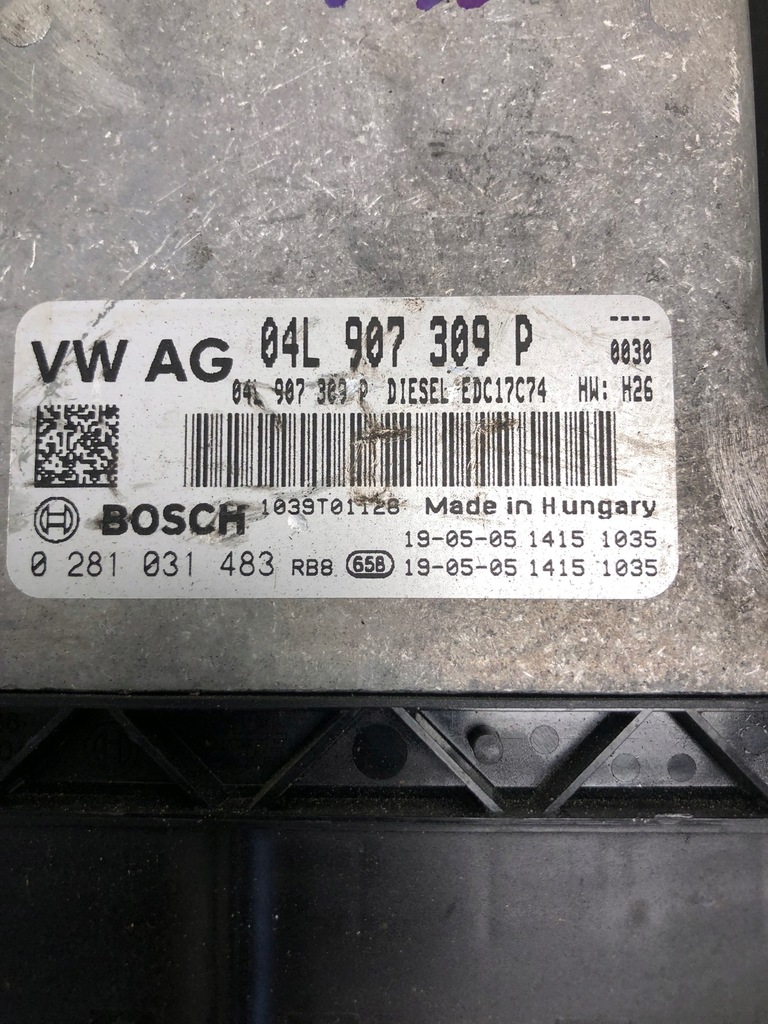 VW AG 04L 907 309 P ----
0030
04L 907 309 P DIESEL EDC17C74 HW: H26
BOSCH 1039T01128 Made in Hungary
19-05-05 1415 1035
0 281 031 483 RB8 65B 19-05-05 1415 1035